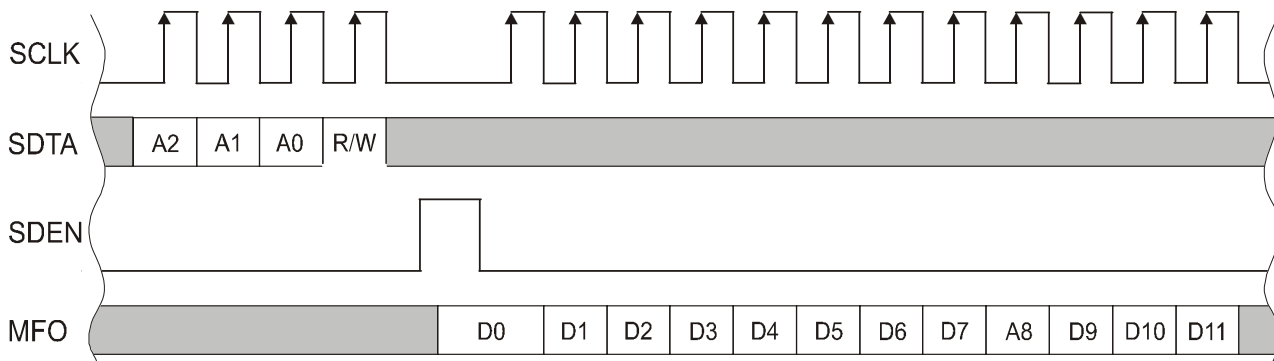 SCLK
SDTA A2 A1 A0 R/W
SDEN
MFO D0 D1 D2 D3 D4 D5 D6 D7 A8 D9 D10 D11